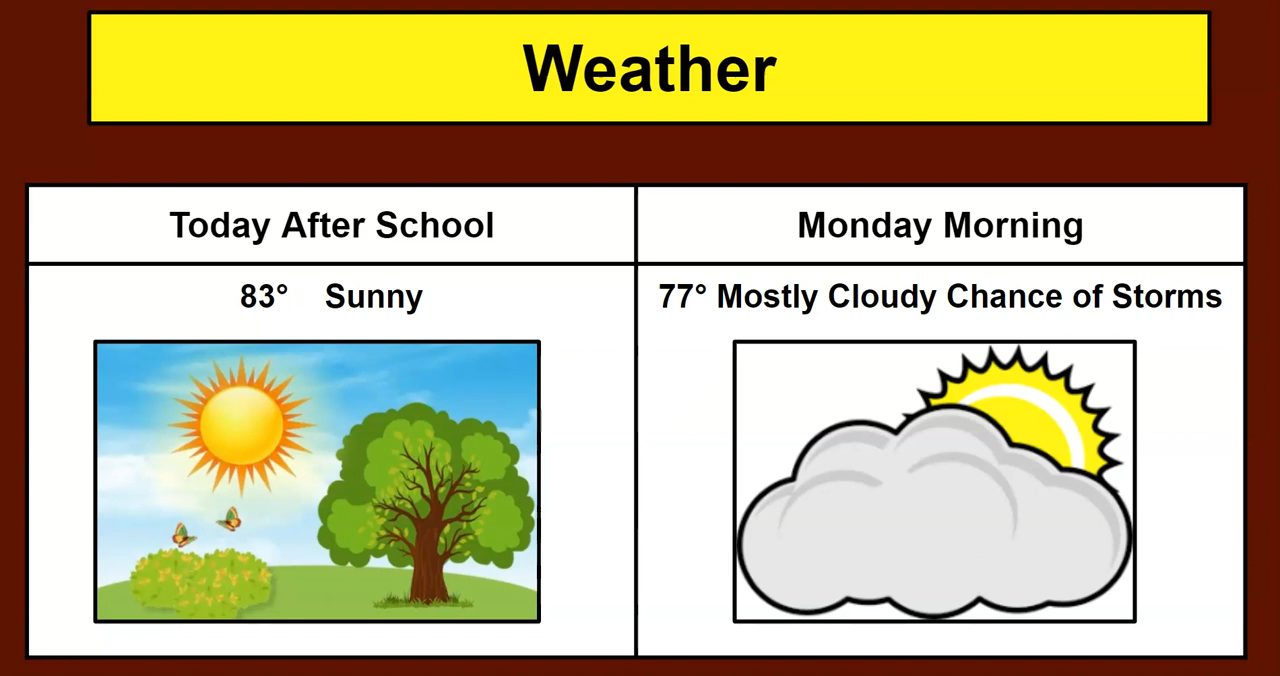 Weather
Today After School
Monday Morning
83° Sunny
77° Mostly Cloudy Chance of Storms